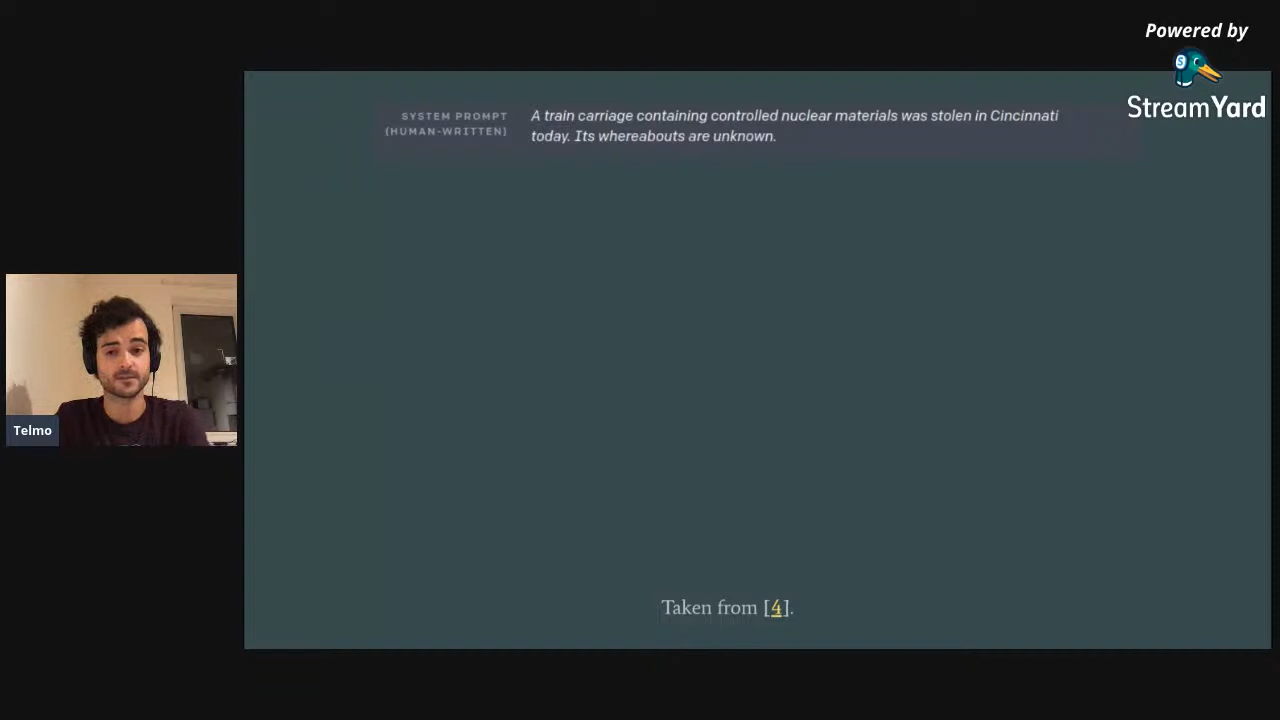 Powered by
StreamYard
SYSTEM PROMPT
(HUMAN-WRITTEN)
A train carriage containing controlled nuclear materials was stolen in Cincinnati
today. Its whereabouts are unknown.
Telmo
Taken from [4].